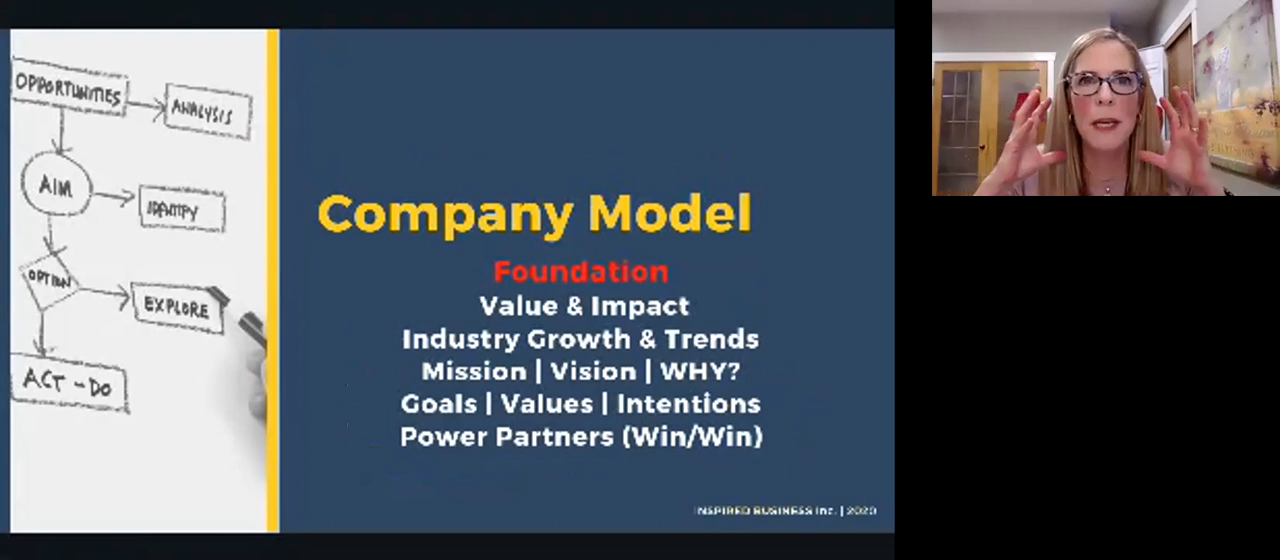 OPPORTUNITIES
ANALYSIS
AIM
IDENTIFY
OPTION
EXPLORE
ACT - DO
Company Model
Foundation
Value & Impact
Industry Growth & Trends
Mission | Vision | WHY?
Goals | Values | Intentions
Power Partners (Win/Win)
INSPIRED BUSINESS Inc. | 2020